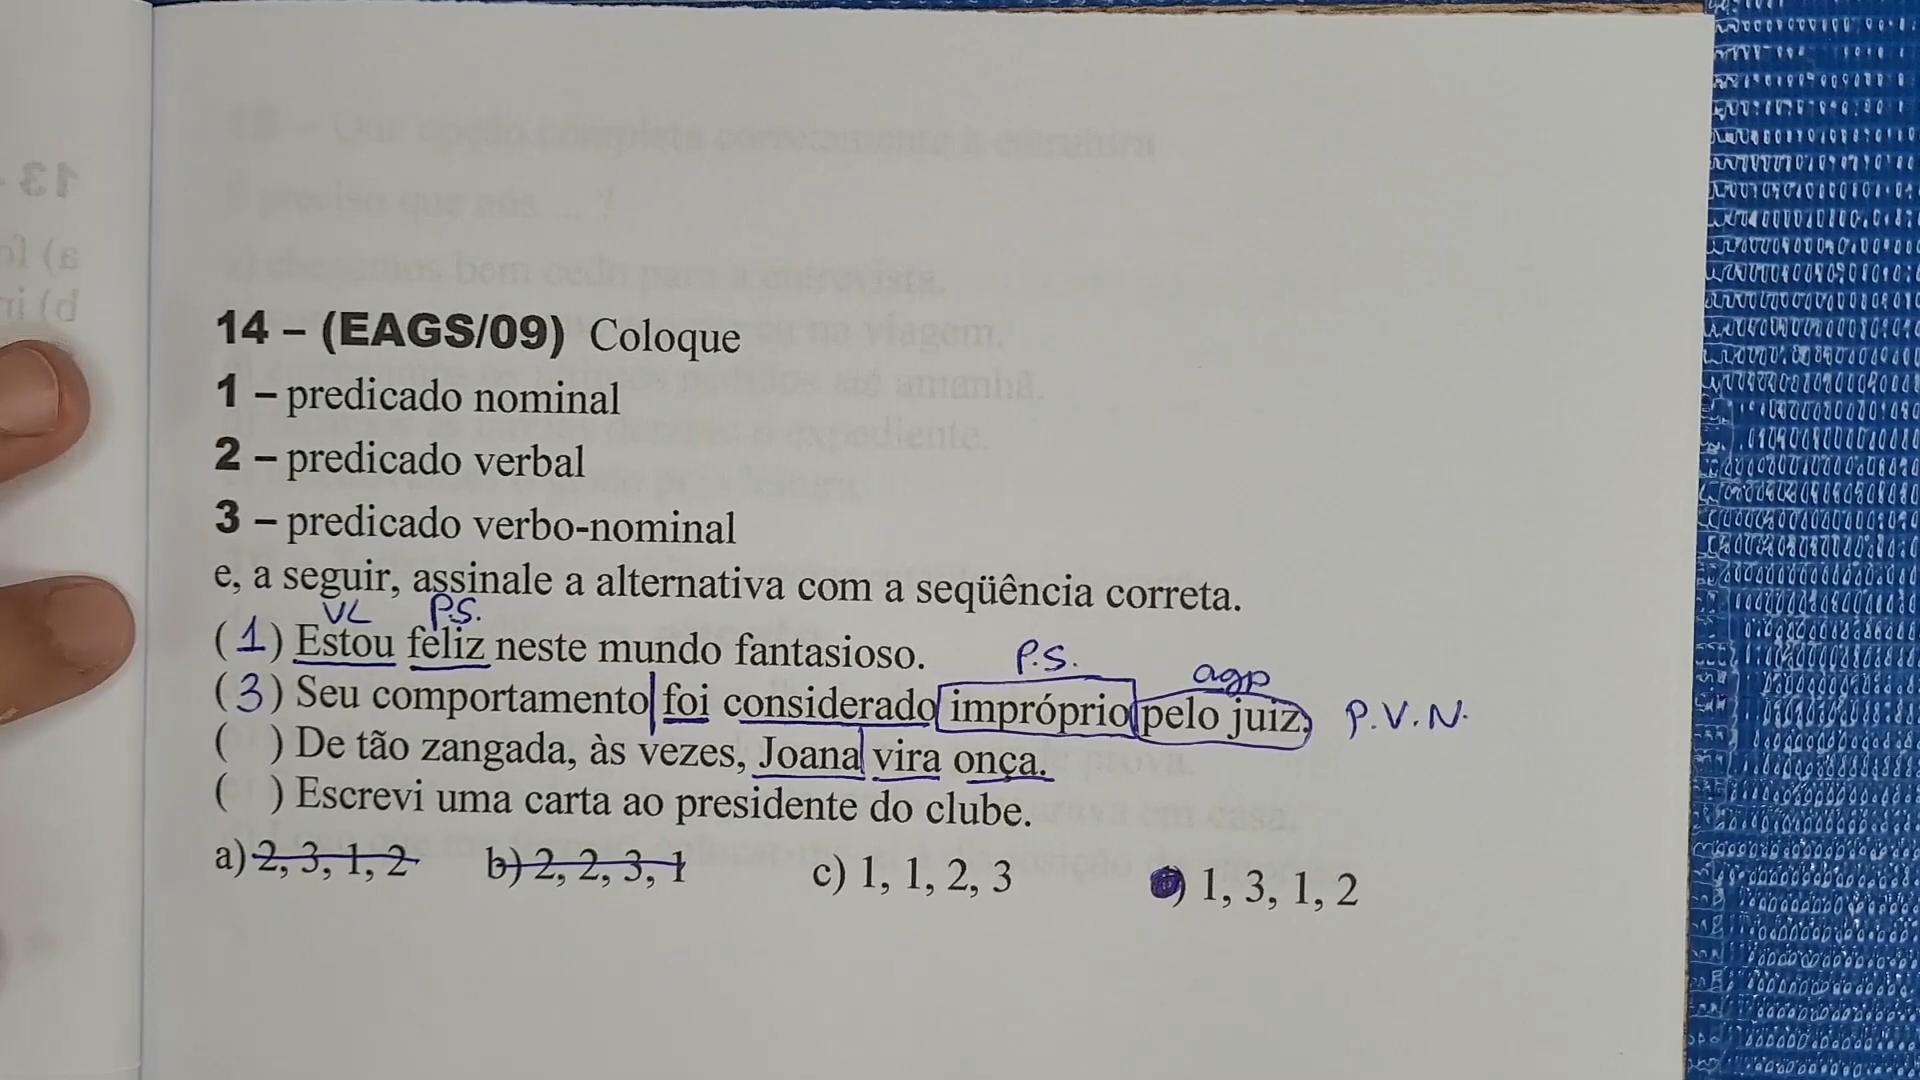 14 – (EAGS/09) Coloque
1 – predicado nominal
2 – predicado verbal
3 – predicado verbo-nominal
e, a seguir, assinale a alternativa com a seqüência correta.
VL P.S.
(1) Estou feliz neste mundo fantasioso.
P.S. agp
(3) Seu comportamento foi considerado impróprio pelo juiz. P.V.N.
( ) De tão zangada, às vezes, Joana vira onça.
( ) Escrevi uma carta ao presidente do clube.
a) 2, 3, 1, 2 b) 2, 2, 3, 1 c) 1, 1, 2, 3 ) 1, 3, 1, 2